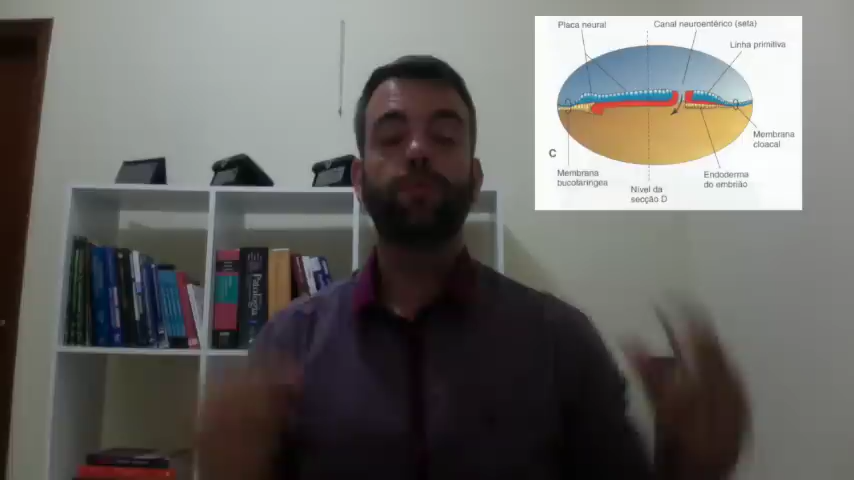 Placa neural
Canal neuroentérico (seta)
Linha primitiva
Membrana
cloacal
C
Membrana
bucofaríngea
Nível da
secção D
Endoderma
do embrião
Patologia